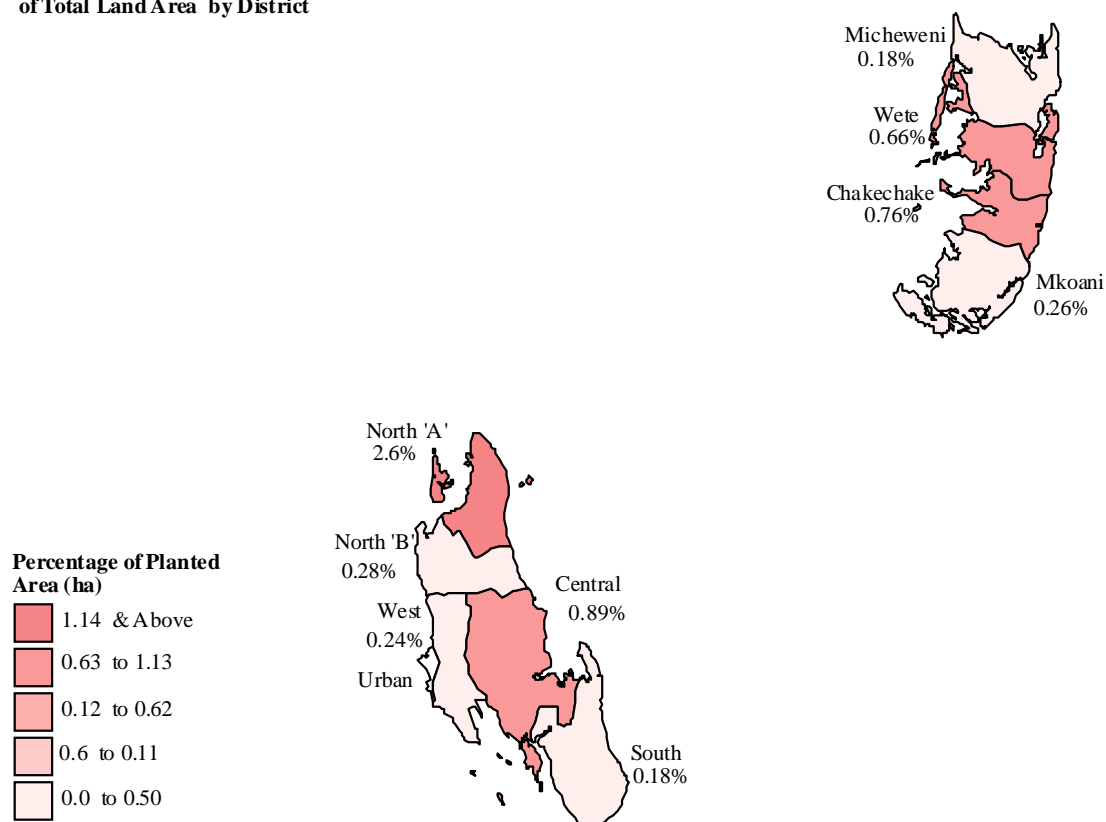 of Total Land Area by District
Micheweni
0.18%
Wete
0.66%
Chakechake
0.76%
Mkoani
0.26%
North 'A'
2.6%
North 'B'
0.28%
Central
0.89%
West
0.24%
Urban
South
0.18%
Percentage of Planted
Area (ha)
1.14 & Above
0.63 to 1.13
0.12 to 0.62
0.6 to 0.11
0.0 to 0.50